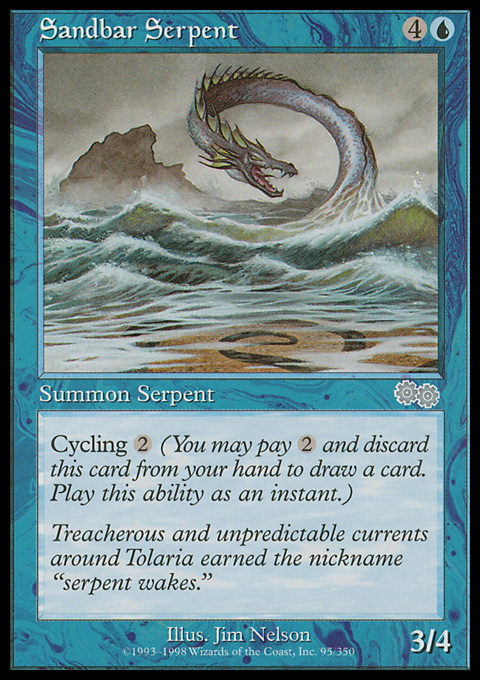 Sandbar Serpent 4
Summon Serpent
Cycling 2 (You may pay 2 and discard
this card from your hand to draw a card.
Play this ability as an instant.)
Treacherous and unpredictable currents
around Tolaria earned the nickname
“serpent wakes.”
Illus. Jim Nelson
©1993–1998 Wizards of the Coast, Inc. 95/350
3/4